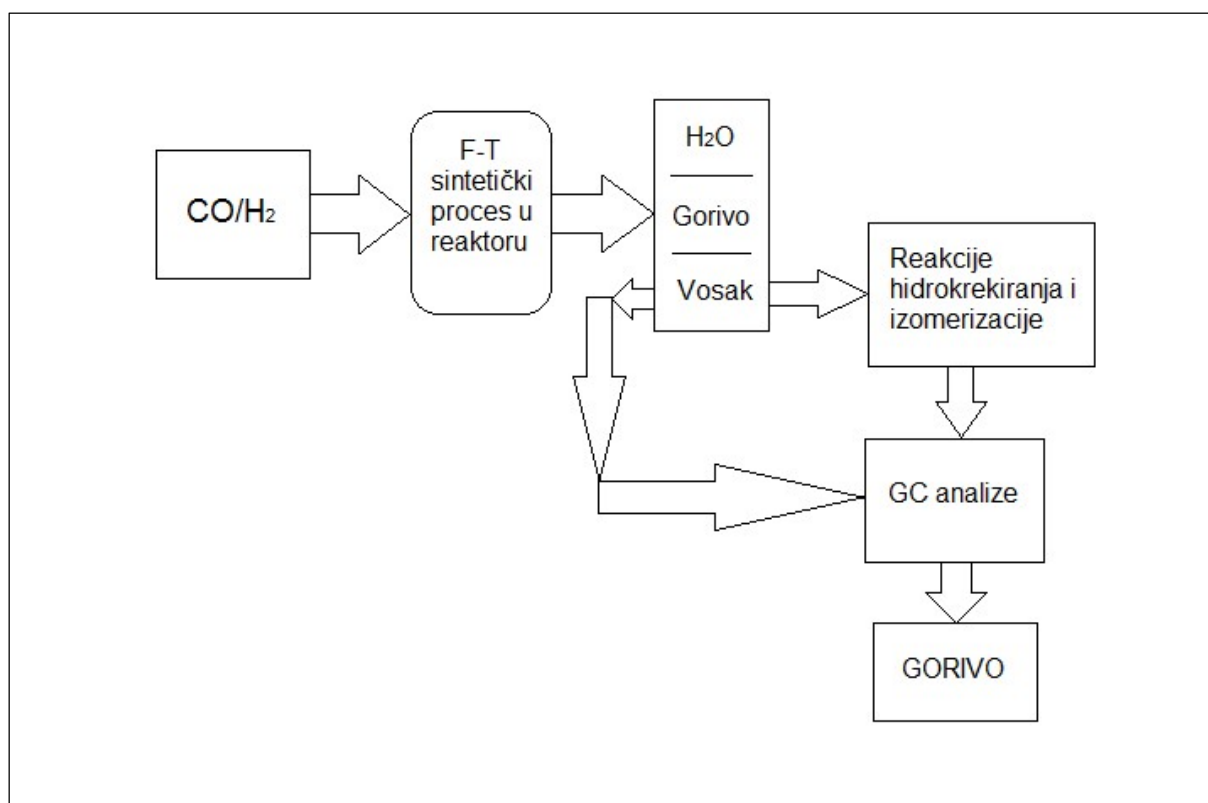 CO/H₂
F-T
sintetički
proces u
reaktoru
H₂O
Gorivo
Vosak
Reakcije
hidrokrekiranja i
izomerizacije
GC analize
GORIVO